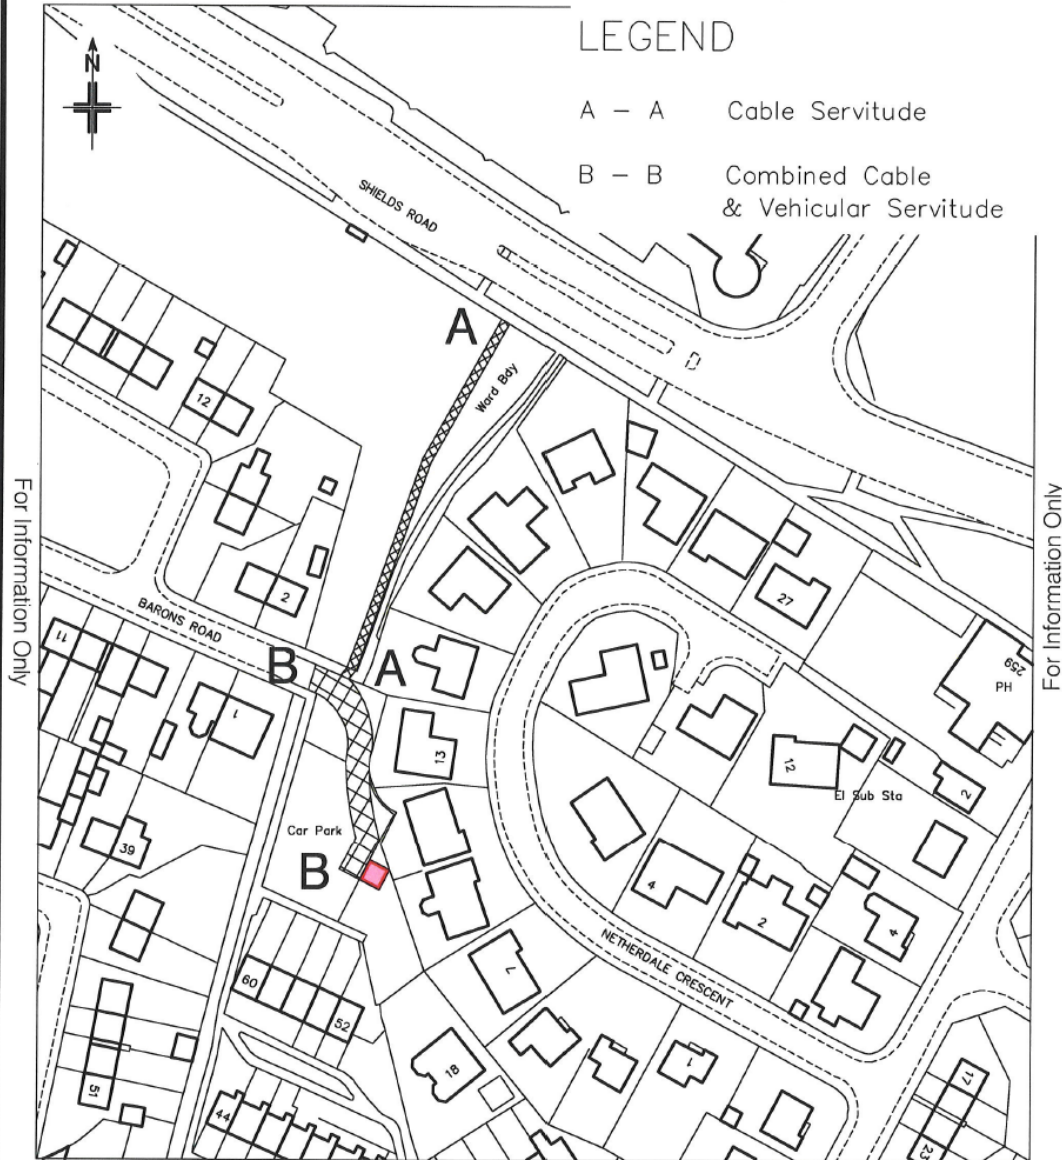 LEGEND
A – A Cable Servitude
B – B Combined Cable
& Vehicular Servitude
N
SHIELDS ROAD
A
Ward Bdy
12
2
BARONS ROAD
B
A
11
1
13
27
259
PH
12
El Sub Sta
2
Car Park
39
B
4
2
4
NETHERDALE CRESCENT
7
60
52
18
1
51
44
17
23
For Information Only
For Information Only